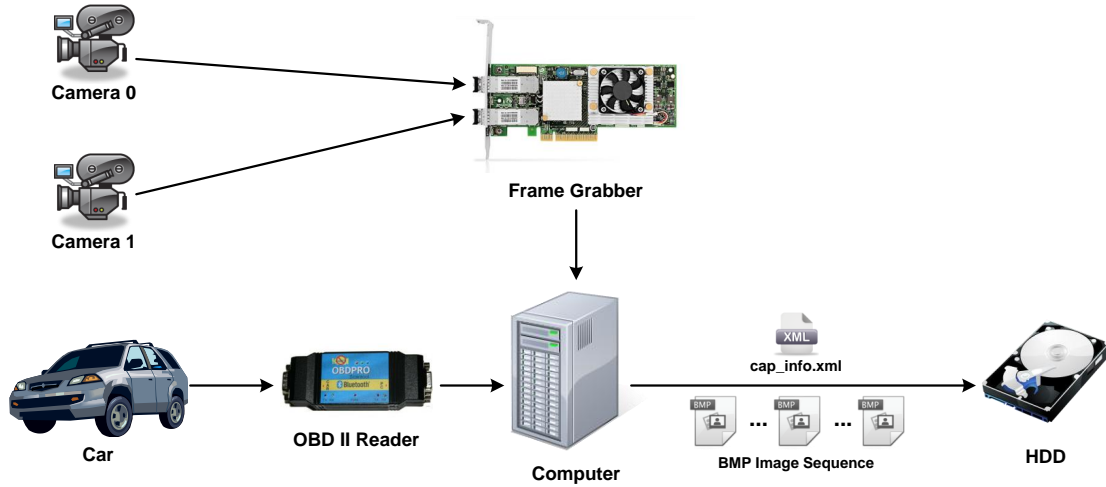 Camera 0
Camera 1
Frame Grabber
Car
OBDPRO
Bluetooth
OBD II Reader
Computer
XML
cap_info.xml
BMP
...
BMP
...
BMP
BMP Image Sequence
HDD